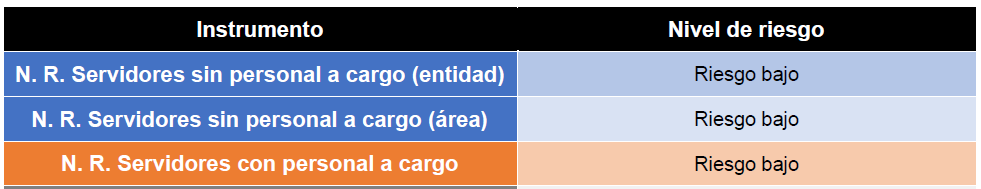 Instrumento Nivel de riesgo
N. R. Servidores sin personal a cargo (entidad) Riesgo bajo
N. R. Servidores sin personal a cargo (área) Riesgo bajo
N. R. Servidores con personal a cargo Riesgo bajo